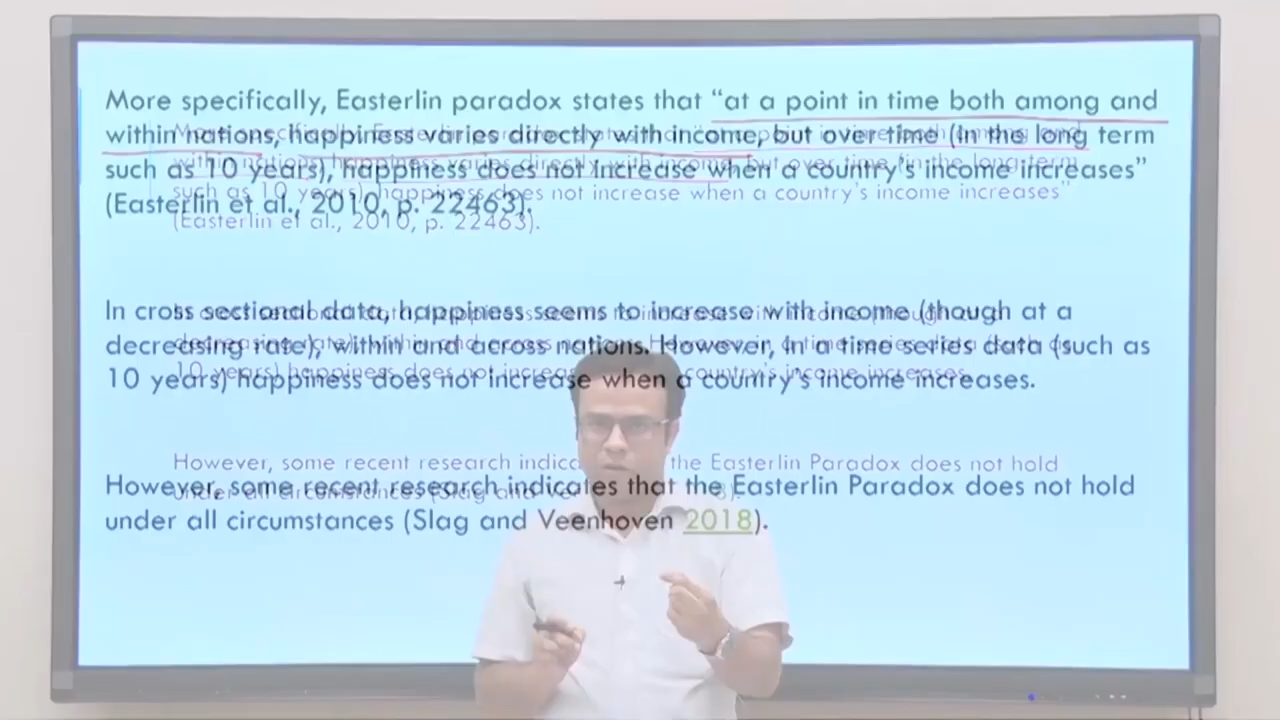 More specifically, Easterlin paradox states that “at a point in time both among and
within nations, happiness varies directly with income, but over time (in the long term
such as 10 years), happiness does not increase when a country’s income increases”
(Easterlin et al., 2010, p. 22463).
In cross sectional data, happiness seems to increase with income (though at a
decreasing rate), within and across nations. However, in a time series data (such as
10 years) happiness does not increase when a country’s income increases.
However, some recent research indicates that the Easterlin Paradox does not hold
under all circumstances (Slag and Veenhoven 2018).